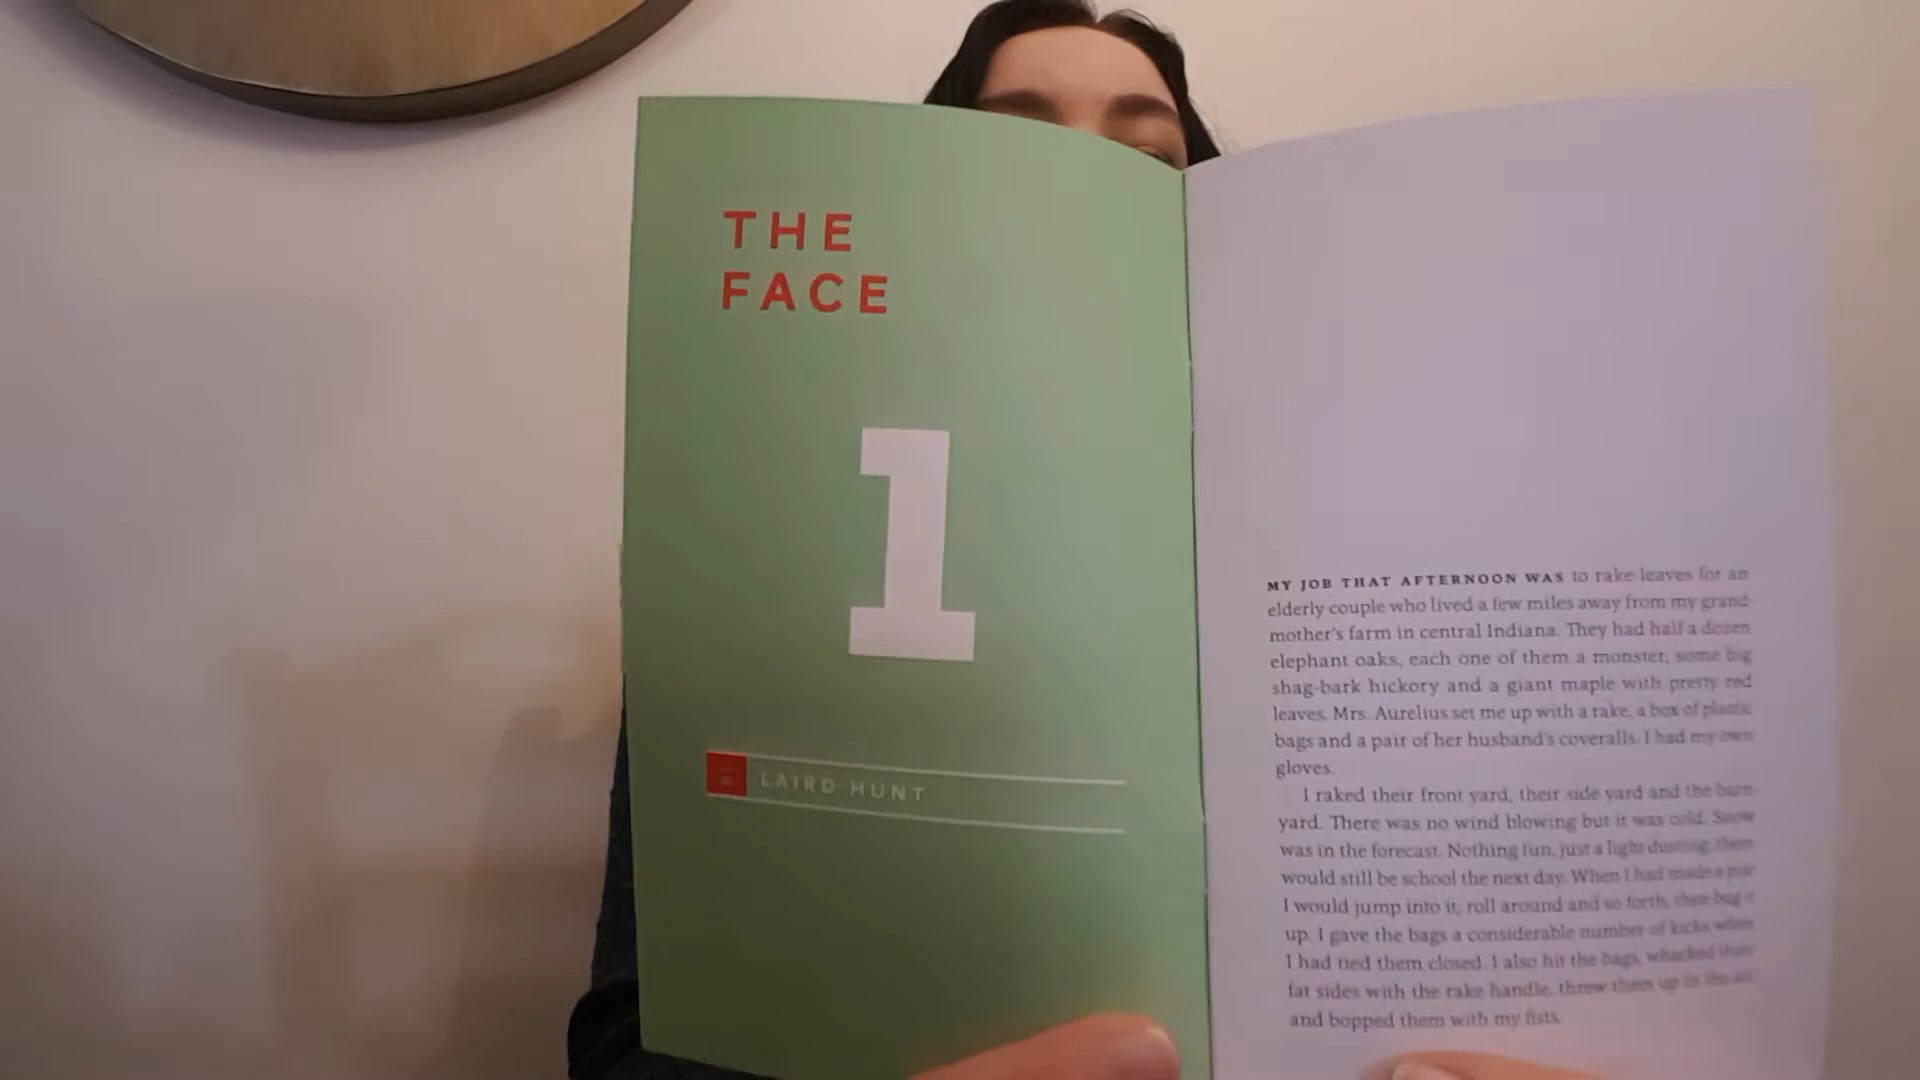 THE
FACE
1
LAIRD HUNT
MY JOB THAT AFTERNOON WAS to rake leaves for an
elderly couple who lived a few miles away from my grand-
mother's farm in central Indiana. They had half a dozen
elephant oaks, each one of them a monster, some big
shag-bark hickory and a giant maple with pretty red
leaves. Mrs. Aurelius set me up with a rake, a box of plastic
bags and a pair of her husband's coveralls. I had my own
gloves.
I raked their front yard, their side yard and the barn-
yard. There was no wind blowing but it was cold. Snow
was in the forecast. Nothing fun, just a light dusting; there
would still be school the next day. When I had made a pile
I would jump into it, roll around and so forth, then bag it
up. I gave the bags a considerable number of kicks when
I had tied them closed. I also hit the bags, whacked their
fat sides with the rake handle, threw them up in the air
and bopped them with my fists.